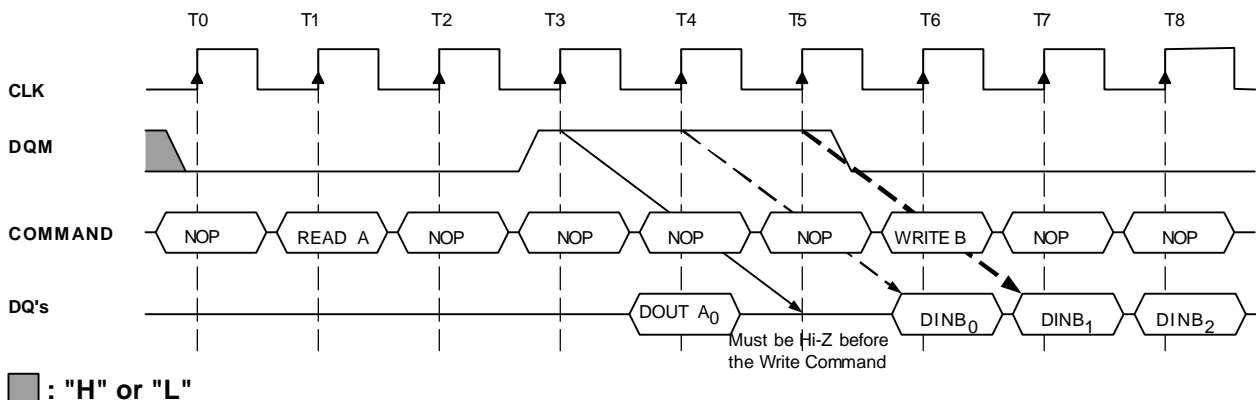 T0 T1 T2 T3 T4 T5 T6 T7 T8
CLK
DQM
COMMAND NOP READ A NOP NOP NOP NOP WRITE B NOP NOP
DQ's DOUT A0 DINB0 DINB1 DINB2
Must be Hi-Z before
the Write Command
: "H" or "L"